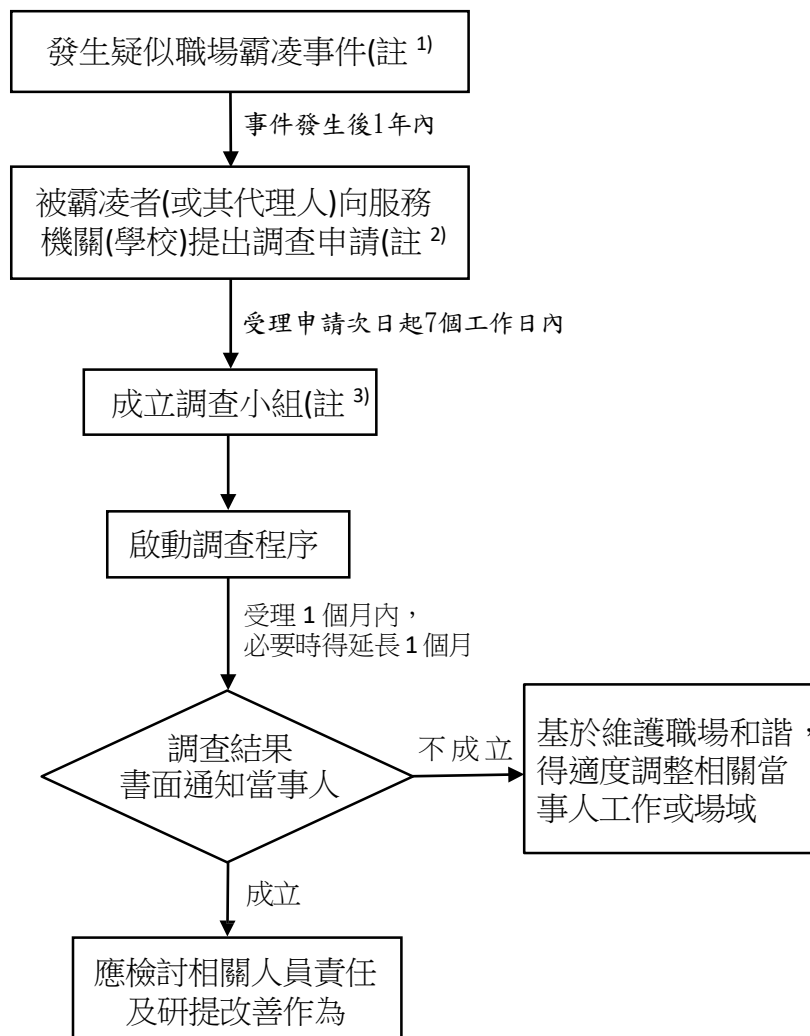 發生疑似職場霸凌事件(註 1)
事件發生後1年內
被霸凌者(或其代理人)向服務
機關(學校)提出調查申請(註 2)
受理申請次日起7個工作日內
成立調查小組(註 3)
啟動調查程序
受理 1 個月內，
必要時得延長 1 個月
調查結果
書面通知當事人
不成立
基於維護職場和諧，
得適度調整相關當
事人工作或場域
成立
應檢討相關人員責任
及研提改善作為